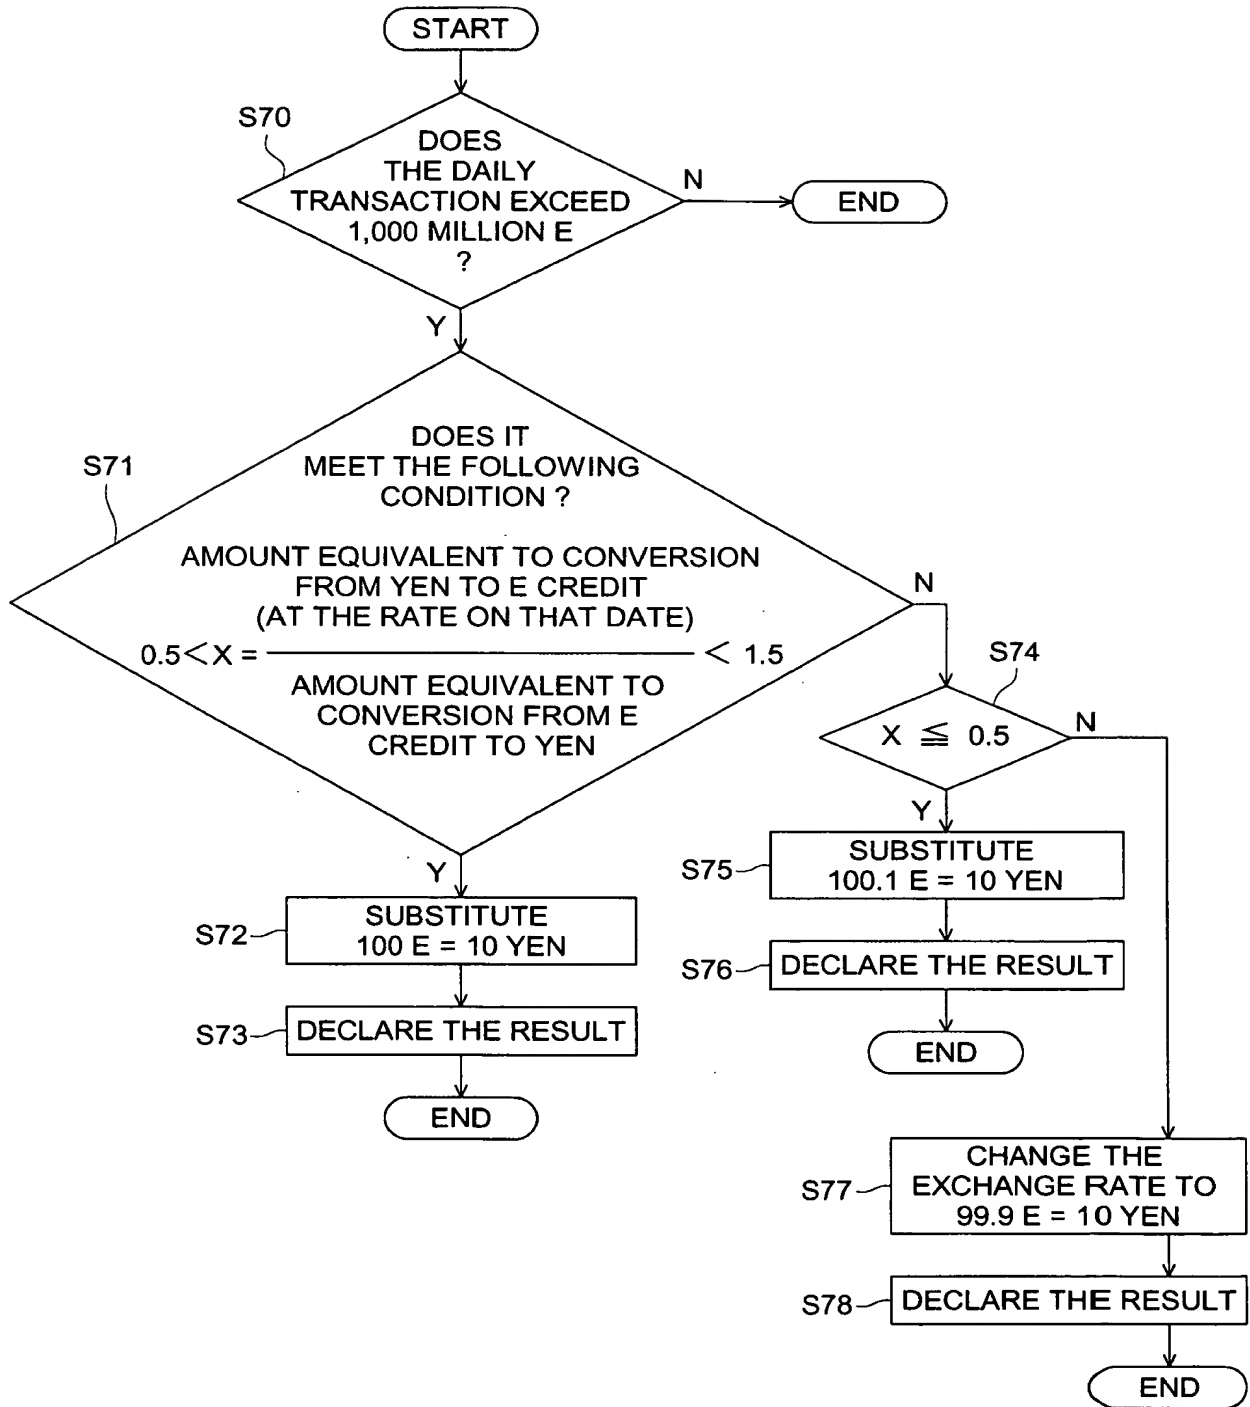 START
S70
DOES
THE DAILY
TRANSACTION EXCEED
1,000 MILLION E
?
N
END
Y
S71
DOES IT
MEET THE FOLLOWING
CONDITION ?
AMOUNT EQUIVALENT TO CONVERSION
FROM YEN TO E CREDIT
(AT THE RATE ON THAT DATE)
0.5 < X = < 1.5
AMOUNT EQUIVALENT TO
CONVERSION FROM E
CREDIT TO YEN
N
S74
X ≦ 0.5
N
Y
Y
S75
SUBSTITUTE
100.1 E = 10 YEN
S72
SUBSTITUTE
100 E = 10 YEN
S76
DECLARE THE RESULT
S73
DECLARE THE RESULT
END
END
S77
CHANGE THE
EXCHANGE RATE TO
99.9 E = 10 YEN
S78
DECLARE THE RESULT
END